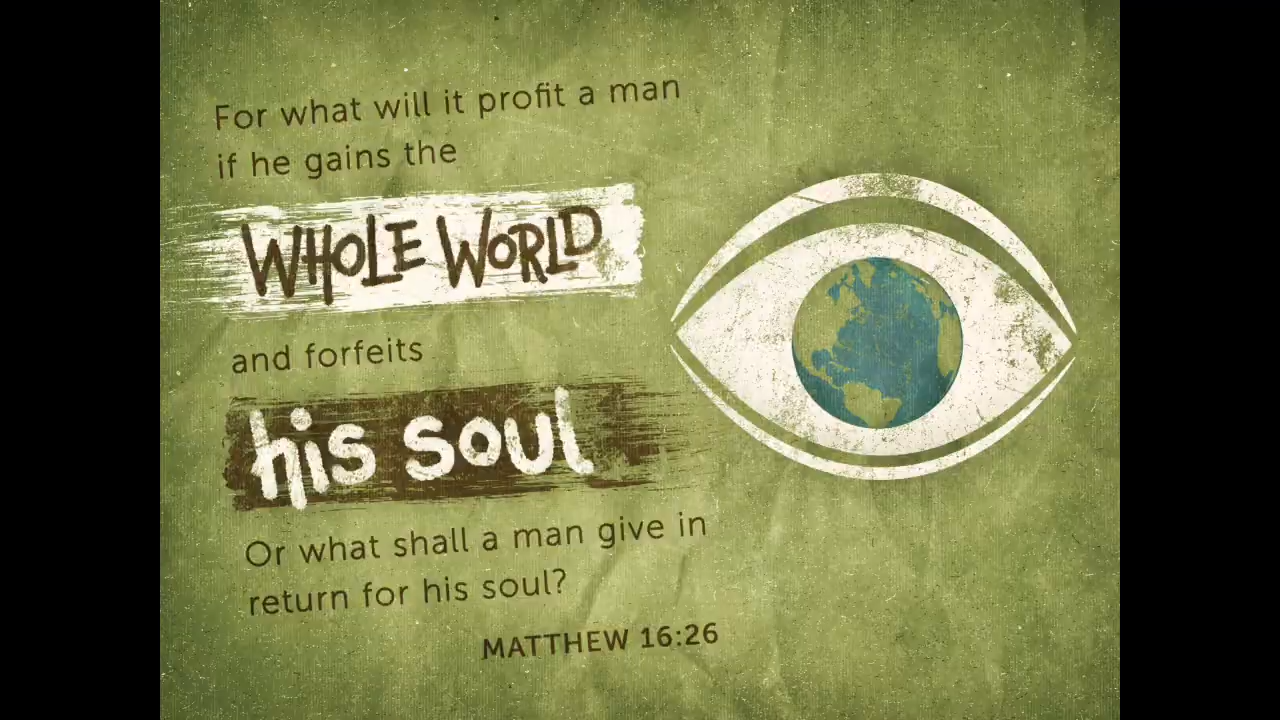 For what will it profit a man
if he gains the
WHOLE WORLD
and forfeits
his soul
Or what shall a man give in
return for his soul?
MATTHEW 16:26